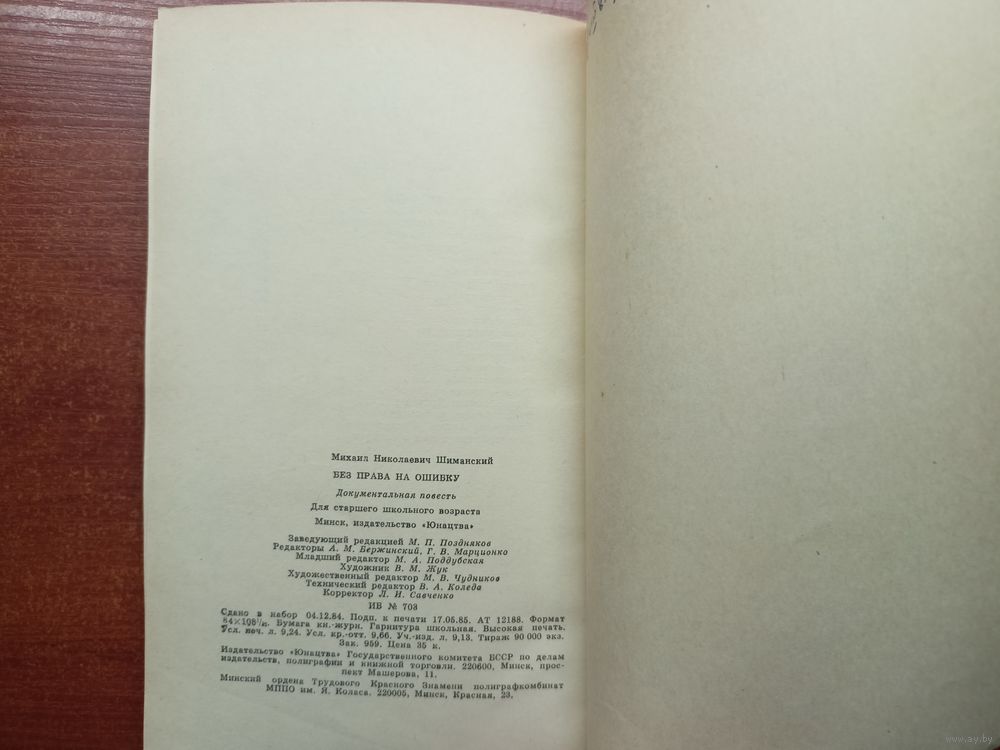 Михаил Николаевич Шиманский
БЕЗ ПРАВА НА ОШИБКУ
Документальная повесть
Для старшего школьного возраста
Минск, издательство «Юнацтва»
Заведующий редакцией М. П. Поздняков
Редакторы А. М. Бержинский, Г. В. Марционко
Младший редактор М. А. Поддубская
Художник В. М. Жук
Художественный редактор М. В. Чудников
Технический редактор В. А. Коледа
Корректор Л. И. Савченко
ИБ № 703
Сдано в набор 04.12.84. Подп. к печати 17.05.85. АТ 12188. Формат
84×108¹/₃₂. Бумага кн.-журн. Гарнитура школьная. Высокая печать.
Усл. печ. л. 9,24. Усл. кр.-отт. 9,66. Уч.-изд. л. 9,13. Тираж 90 000 экз.
Зак. 959. Цена 35 к.
Издательство «Юнацтва» Государственного комитета БССР по делам
издательств, полиграфии и книжной торговли. 220600, Минск, прос-
пект Машерова, 11.
Минский ордена Трудового Красного Знамени полиграфкомбинат
МППО им. Я. Коласа. 220005, Минск, Красная, 23.
www.ay.by